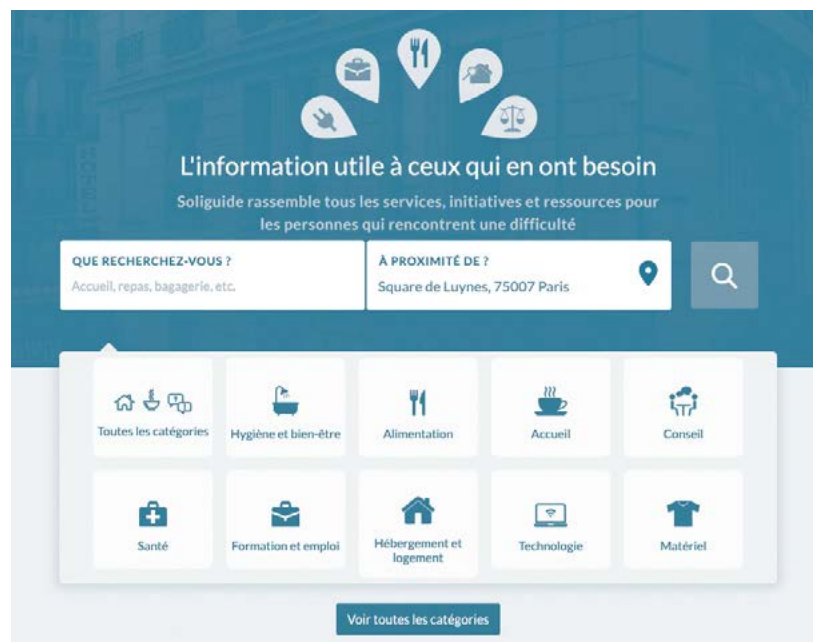 L'information utile à ceux qui en ont besoin
Soliguide rassemble tous les services, initiatives et ressources pour
les personnes qui rencontrent une difficulté
QUE RECHERCHEZ-VOUS ?
Accueil, repas, bagagerie, etc.
À PROXIMITÉ DE ?
Square de Luynes, 75007 Paris
Toutes les catégories
Hygiène et bien-être
Alimentation
Accueil
Conseil
Santé
Formation et emploi
Hébergement et
logement
Technologie
Matériel
Voir toutes les catégories